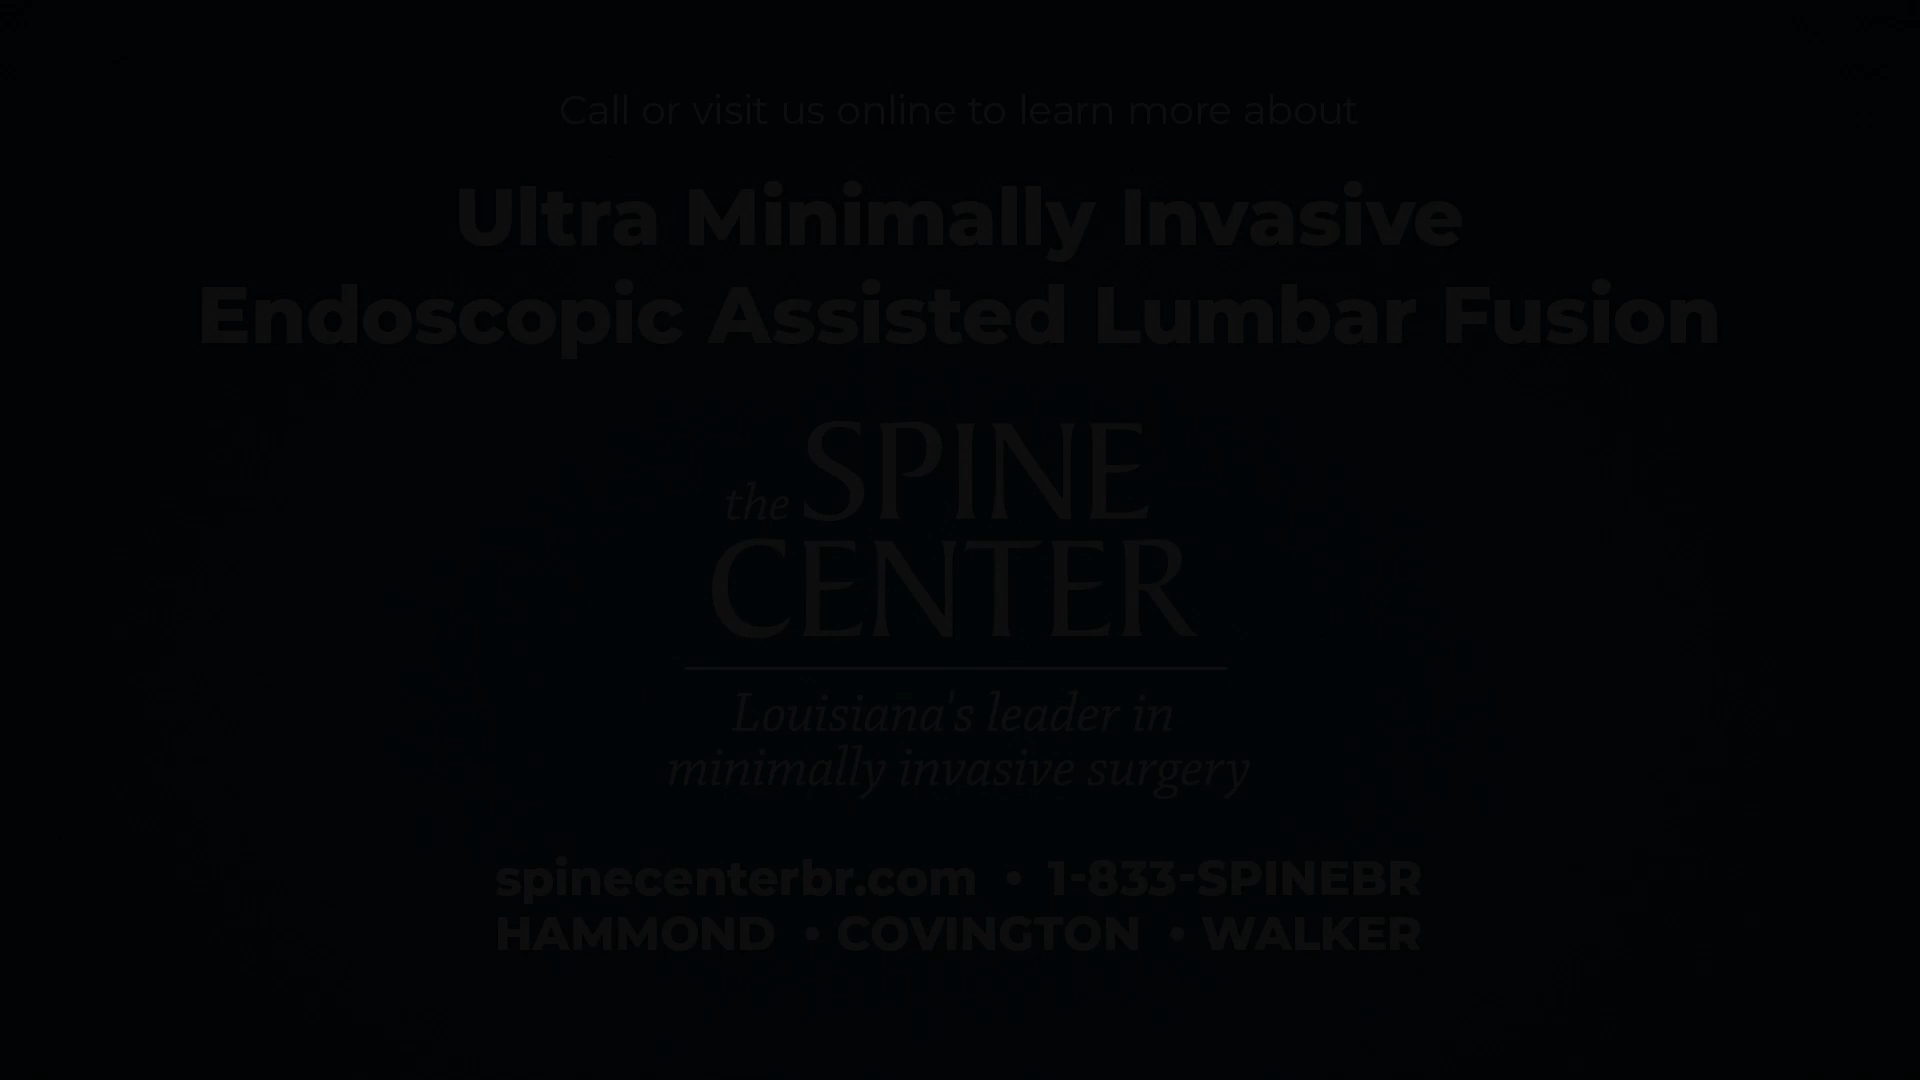 Call or visit us online to learn more about
Ultra Minimally Invasive
Endoscopic Assisted Lumbar Fusion
the SPINE
CENTER
Louisiana's leader in
minimally invasive surgery
spinecenterbr.com • 1-833-SPINEBR
HAMMOND • COVINGTON • WALKER